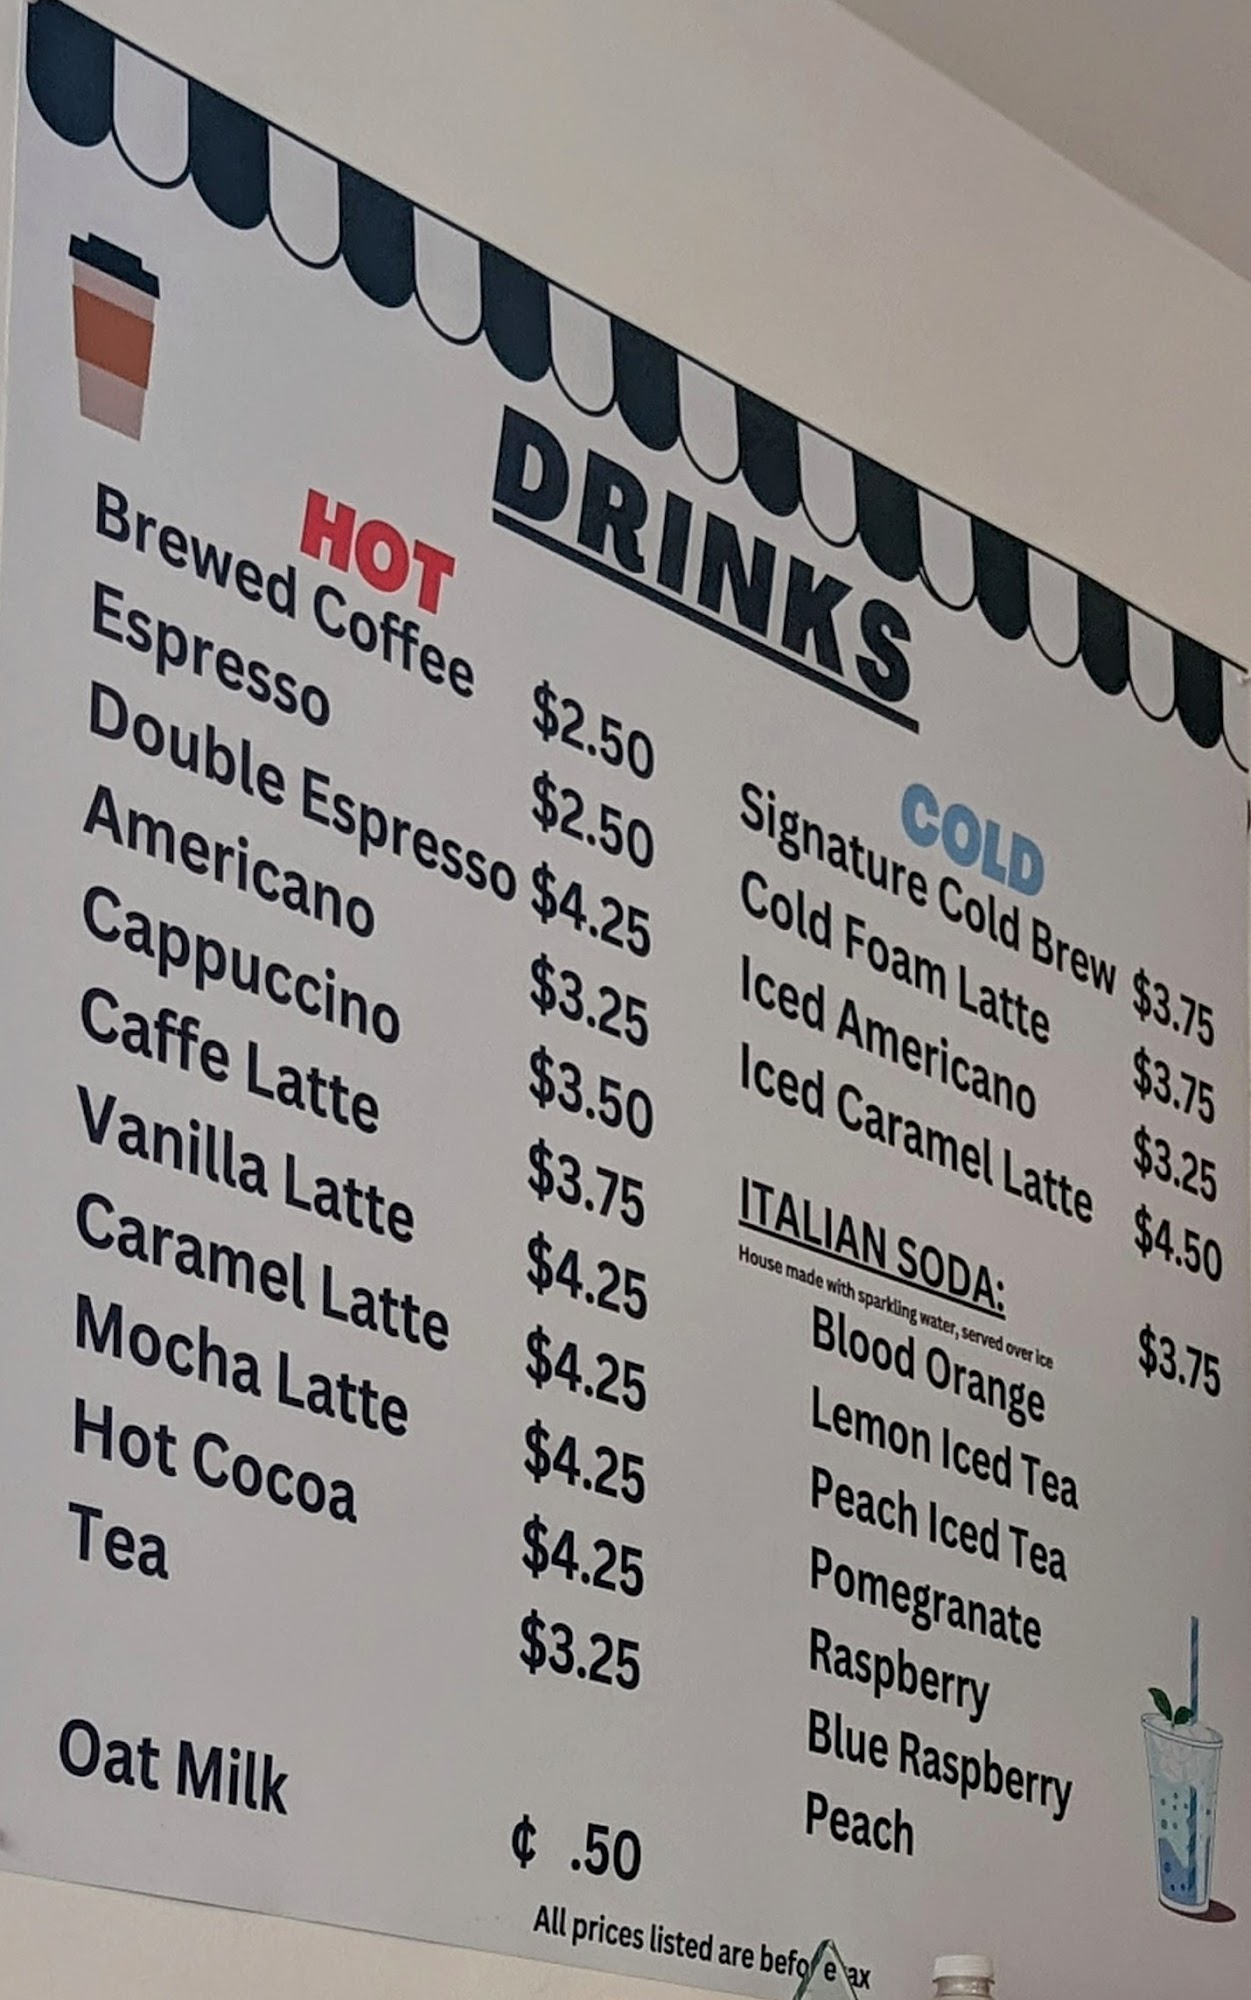 DRINKS
HOT
Brewed Coffee $2.50
Espresso $2.50
Double Espresso $4.25
Americano $3.25
Cappuccino $3.50
Caffe Latte $3.75
Vanilla Latte $4.25
Caramel Latte $4.25
Mocha Latte $4.25
Hot Cocoa $4.25
Tea $3.25
Oat Milk ¢ .50
COLD
Signature Cold Brew $3.75
Cold Foam Latte $3.75
Iced Americano $3.25
Iced Caramel Latte $4.50
ITALIAN SODA: $3.75
House made with sparkling water, served over ice
Blood Orange
Lemon Iced Tea
Peach Iced Tea
Pomegranate
Raspberry
Blue Raspberry
Peach
All prices listed are before tax